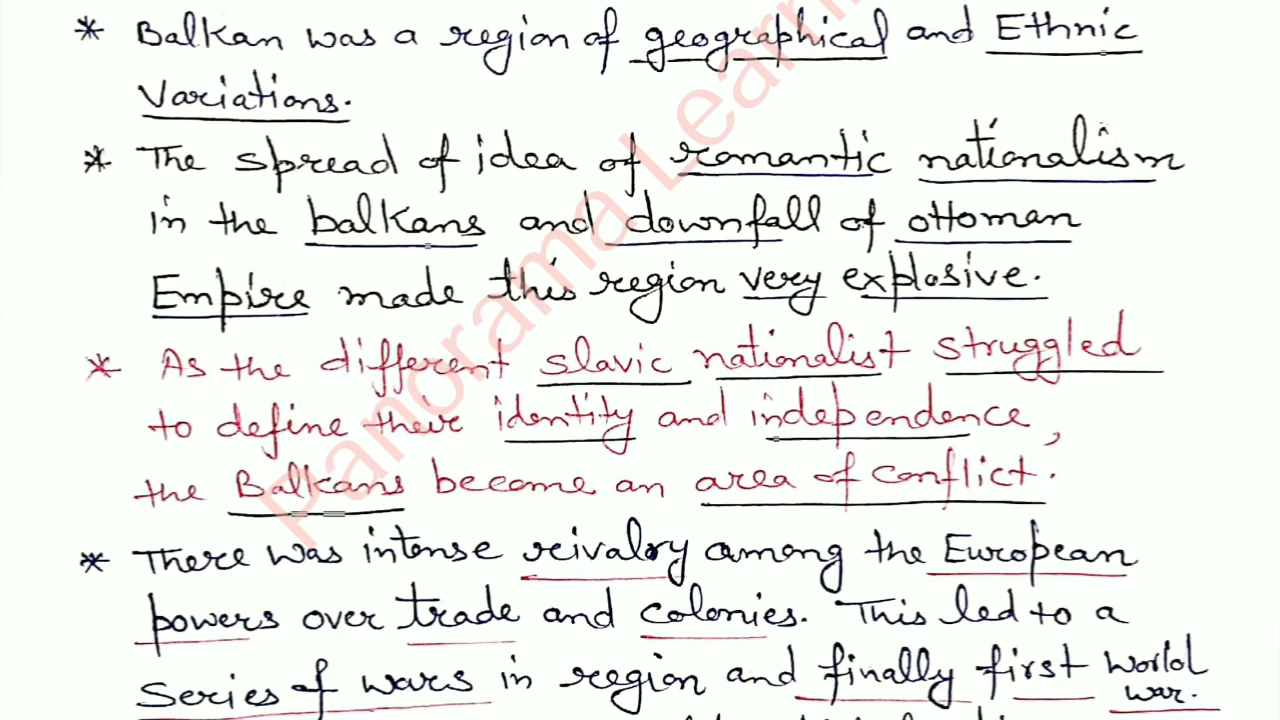 * Balkan was a region of geographical and Ethnic
Variations.
* The spread of idea of romantic nationalism
in the balkans and downfall of ottoman
Empire made this region very explosive.
* As the different slavic nationalist struggled
to define their identity and independence,
the Balkans become an area of conflict.
* There was intense reivalry among the European
powers over trade and colonies. This led to a
Series of wars in region and finally first world
war.
Panorama Learni